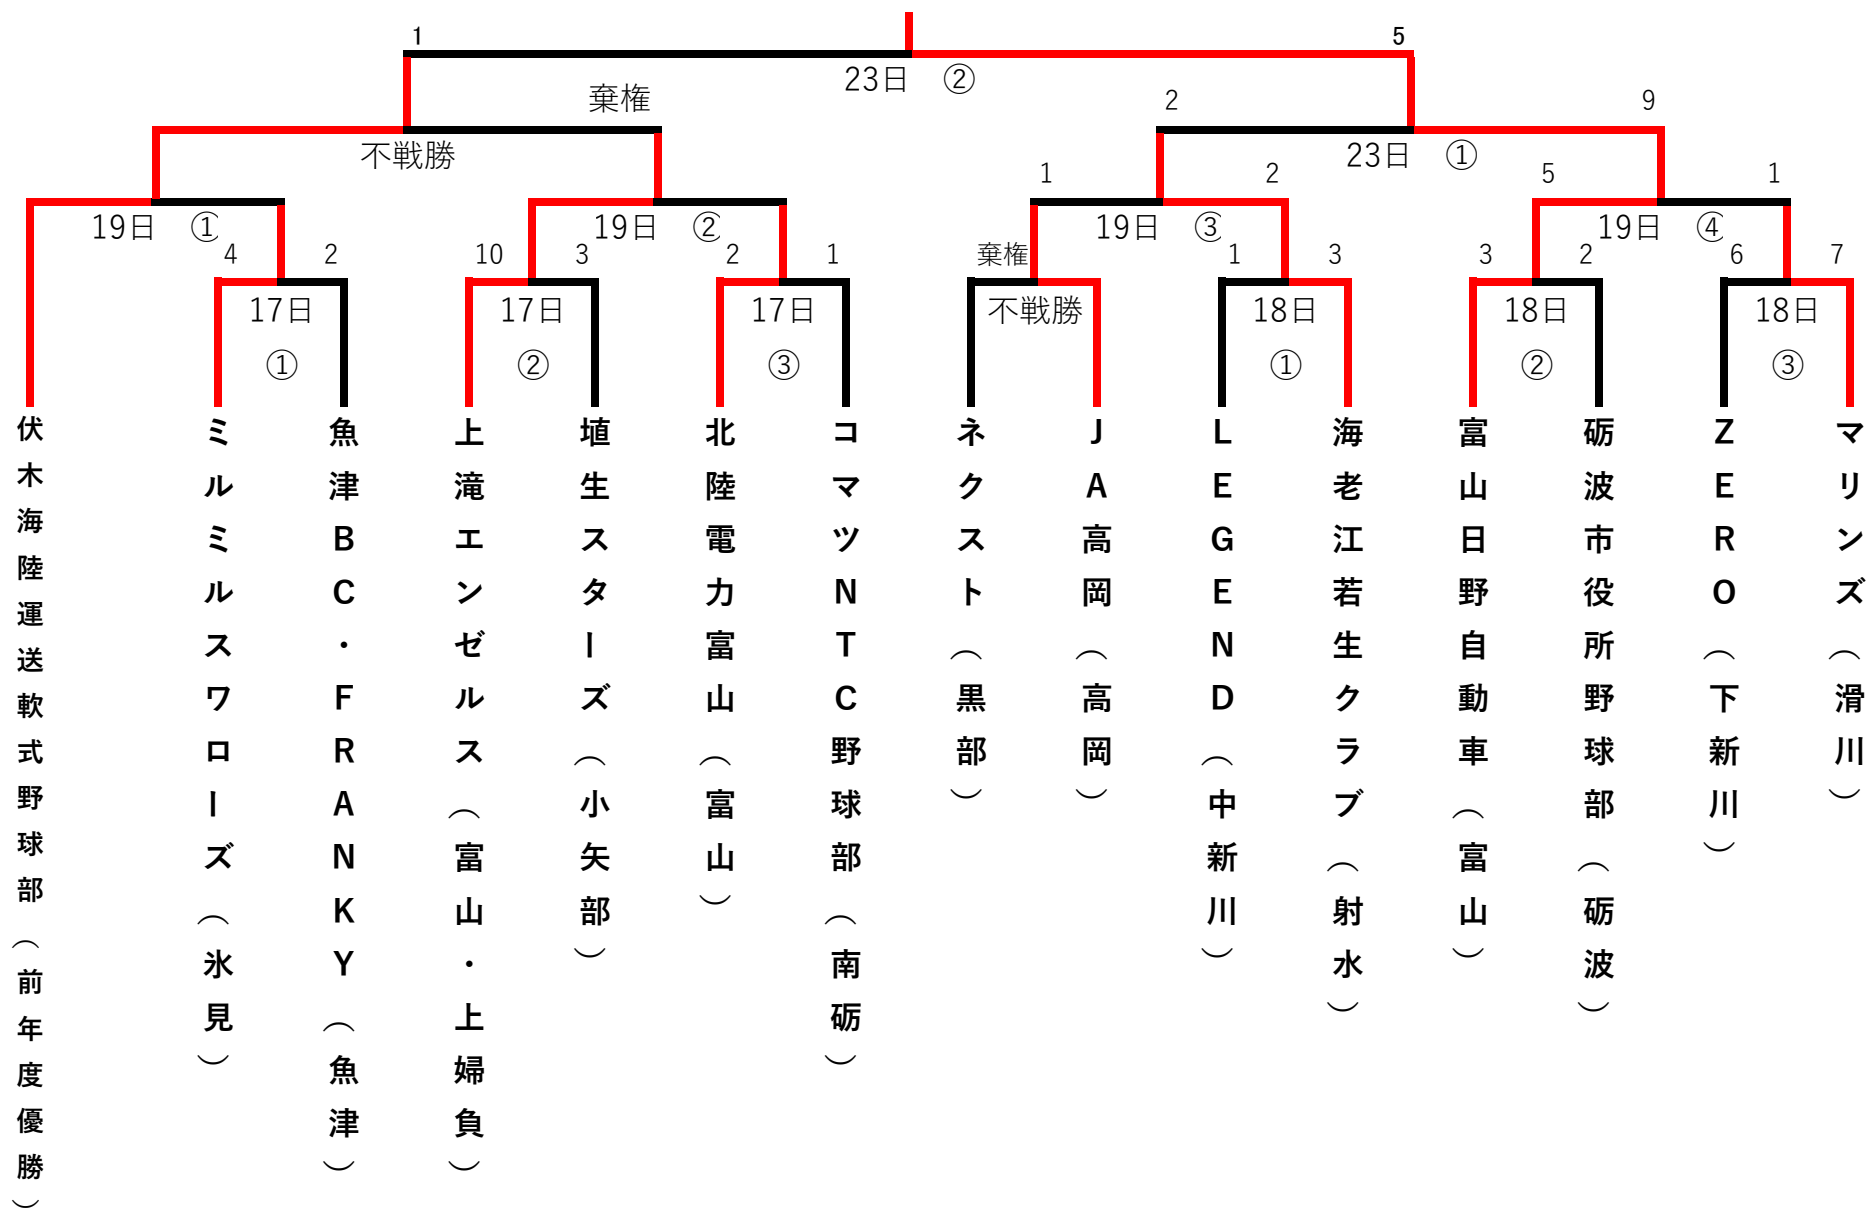 1 5
23日 ②
棄権 2 9
不戦勝 23日 ①
1 2 5 1
19日 ① 19日 ② 19日 ③ 19日 ④
4 2 10 3 2 1 棄権 1 3 3 2 6 7
17日 17日 17日 不戦勝 18日 18日 18日
① ② ③ ① ② ③
伏木海陸運送軟式野球部(前年度優勝)
ミルミルスワローズ(氷見)
魚津BC・FRANKY(魚津)
上滝エンゼルス(富山・上婦負)
埴生スターズ(小矢部)
北陸電力富山(富山)
コマツNTC野球部(南砺)
ネクスト(黒部)
JA高岡(高岡)
LEGEND(中新川)
海老江若生クラブ(射水)
富山日野自動車(富山)
砺波市役所野球部(砺波)
ZERO(下新川)
マリンズ(滑川)